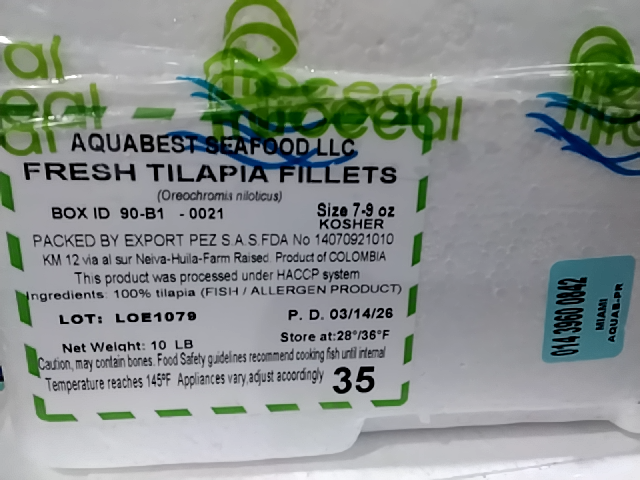 AQUABEST SEAFOOD LLC
FRESH TILAPIA FILLETS
(Oreochromis niloticus)
BOX ID 90-B1 - 0021
Size 7-9 oz
KOSHER
PACKED BY EXPORT PEZ S.A.S.FDA No 14070921010
KM 12 via al sur Neiva-Huila-Farm Raised. Product of COLOMBIA
This product was processed under HACCP system
Ingredients: 100% tilapia (FISH / ALLERGEN PRODUCT)
LOT: LOE1079
P. D. 03/14/26
Net Weight: 10 LB
Store at:28°/36°F
Caution, may contain bones. Food Safety guidelines recommend cooking fish until internal
Temperature reaches 145ºF Appliances vary,adjust acoordingly
35
014 3960 0842
MIAMI
AQUAB-PR